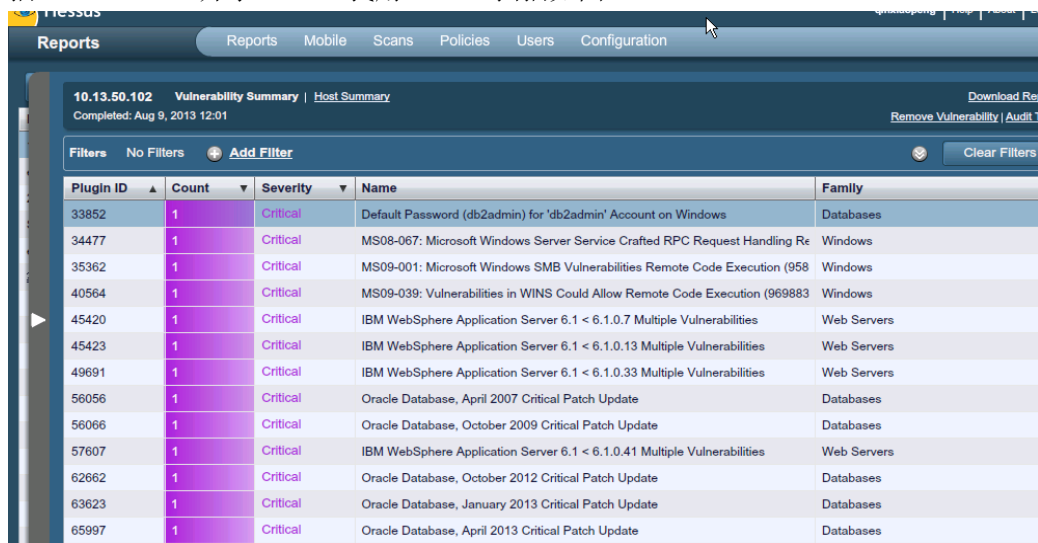 Nessus
Help | About |
Reports
Reports Mobile Scans Policies Users Configuration
10.13.50.102 Vulnerability Summary | Host Summary
Download Re
Completed: Aug 9, 2013 12:01
Remove Vulnerability | Audit T
Filters No Filters Add Filter
Clear Filters
Plugin ID Count Severity Name Family
33852 1 Critical Default Password (db2admin) for 'db2admin' Account on Windows Databases
34477 1 Critical MS08-067: Microsoft Windows Server Service Crafted RPC Request Handling Re Windows
35362 1 Critical MS09-001: Microsoft Windows SMB Vulnerabilities Remote Code Execution (958 Windows
40564 1 Critical MS09-039: Vulnerabilities in WINS Could Allow Remote Code Execution (969883 Windows
45420 1 Critical IBM WebSphere Application Server 6.1 < 6.1.0.7 Multiple Vulnerabilities Web Servers
45423 1 Critical IBM WebSphere Application Server 6.1 < 6.1.0.13 Multiple Vulnerabilities Web Servers
49691 1 Critical IBM WebSphere Application Server 6.1 < 6.1.0.33 Multiple Vulnerabilities Web Servers
56056 1 Critical Oracle Database, April 2007 Critical Patch Update Databases
56066 1 Critical Oracle Database, October 2009 Critical Patch Update Databases
57607 1 Critical IBM WebSphere Application Server 6.1 < 6.1.0.41 Multiple Vulnerabilities Web Servers
62662 1 Critical Oracle Database, October 2012 Critical Patch Update Databases
63623 1 Critical Oracle Database, January 2013 Critical Patch Update Databases
65997 1 Critical Oracle Database, April 2013 Critical Patch Update Databases